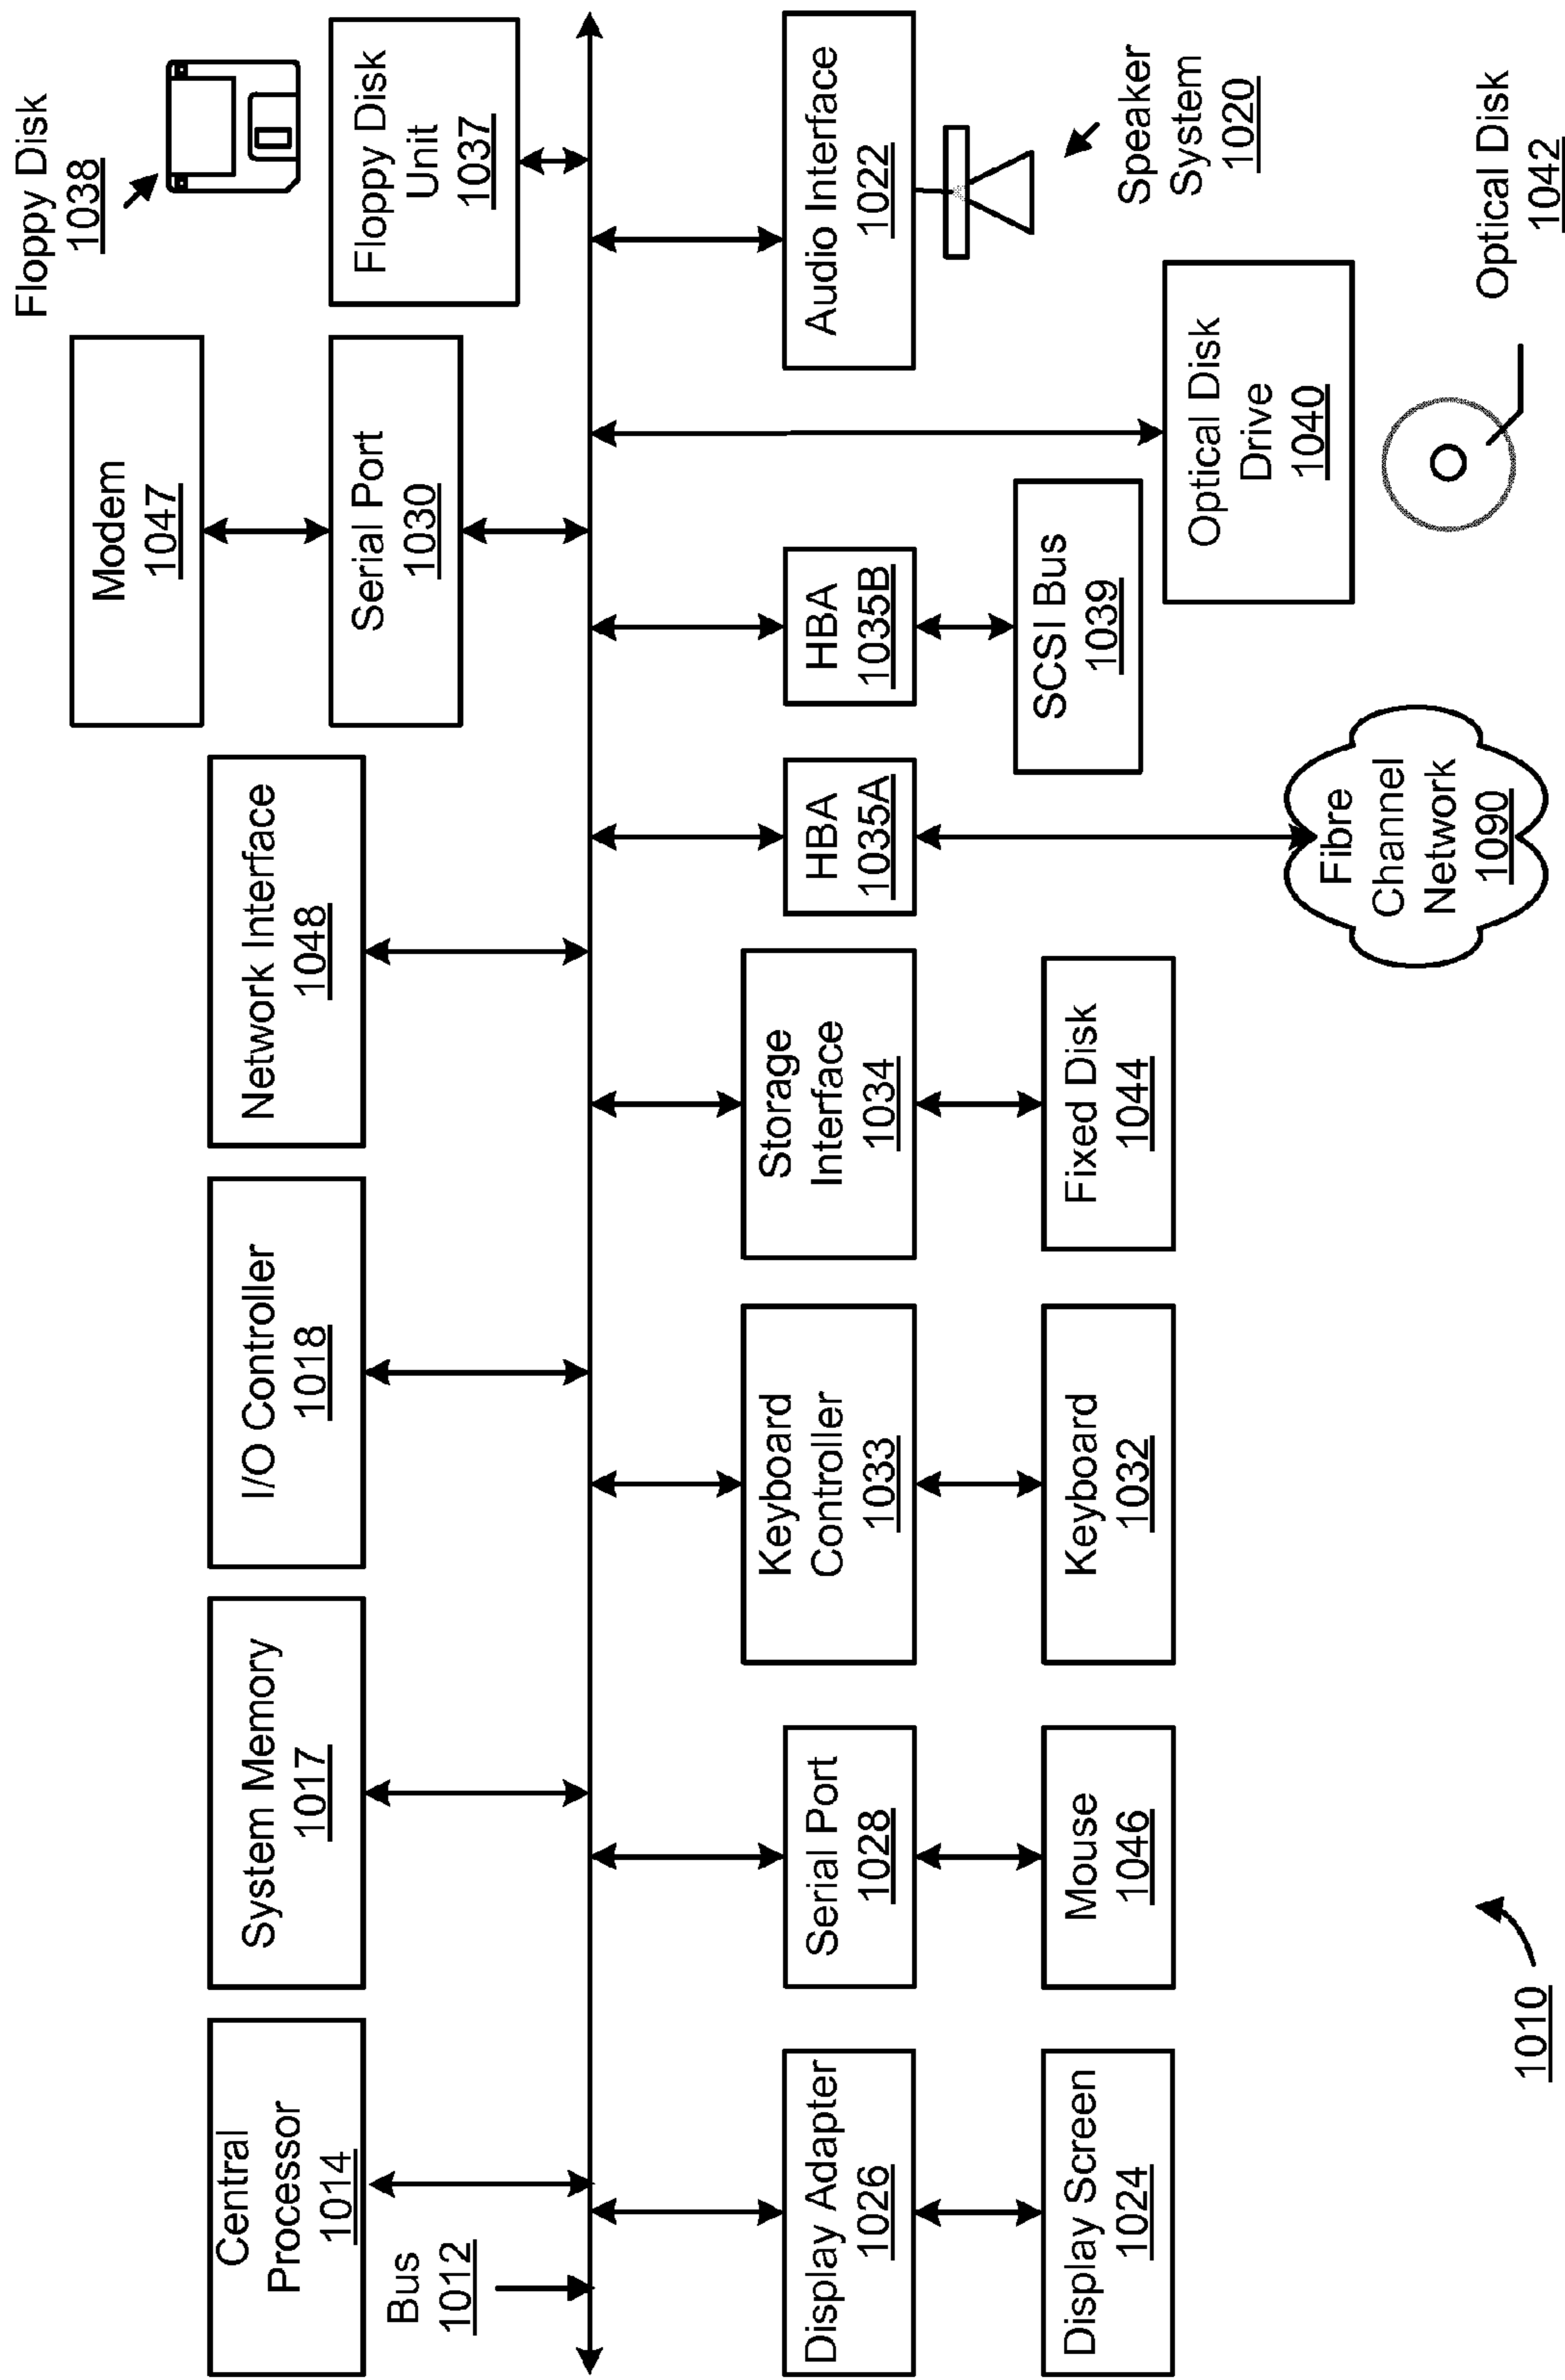 Central
Processor
1014
System Memory
1017
I/O Controller
1018
Network Interface
1048
Modem
1047
Serial Port
1030
Floppy Disk
1038
Floppy Disk
Unit
1037
Bus
1012
Display Adapter
1026
Display Screen
1024
Serial Port
1028
Mouse
1046
Keyboard
Controller
1033
Keyboard
1032
Storage
Interface
1034
Fixed Disk
1044
HBA
1035A
Fibre
Channel
Network
1090
HBA
1035B
SCSI Bus
1039
Optical Disk
Drive
1040
Audio Interface
1022
Speaker
System
1020
Optical Disk
1042
1010